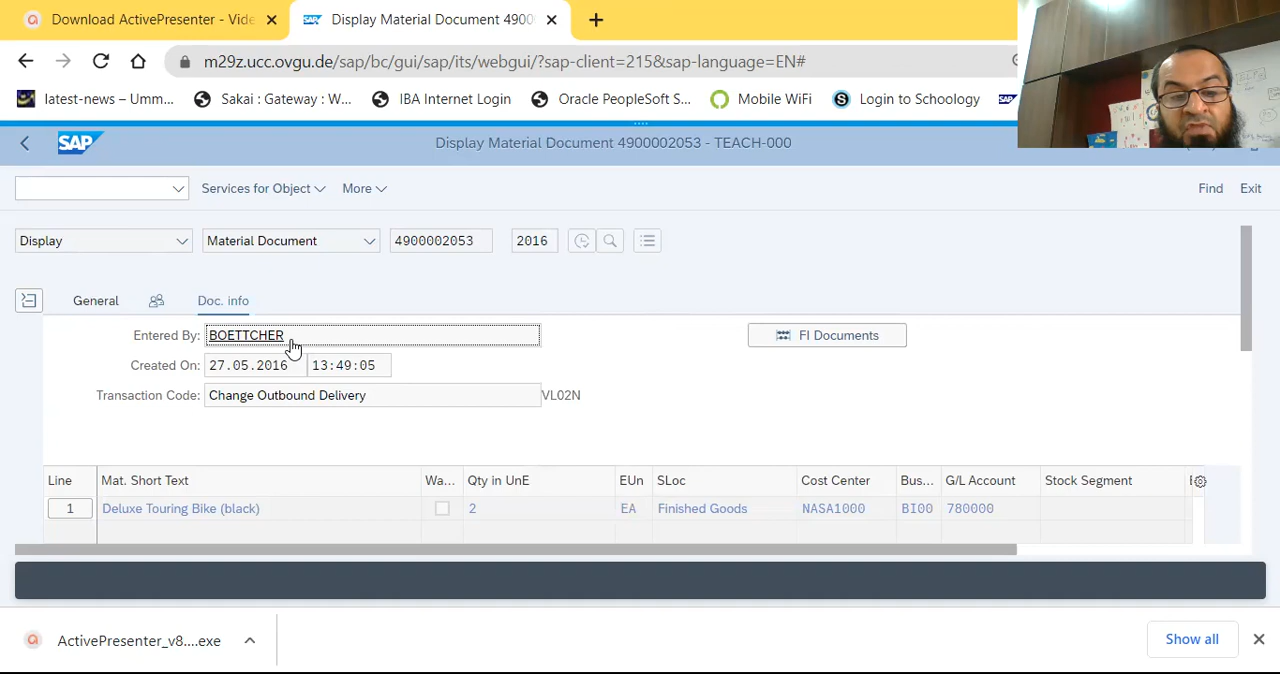 Download ActivePresenter - Vide
Display Material Document 4900
m29z.ucc.ovgu.de/sap/bc/gui/sap/its/webgui/?sap-client=215&sap-language=EN#
latest-news – Umm... Sakai : Gateway : W... IBA Internet Login Oracle PeopleSoft S... Mobile WiFi Login to Schoology
SAP Display Material Document 4900002053 - TEACH-000
Services for Object More Find Exit
Display Material Document 4900002053 2016
General Doc. info
Entered By: BOETTCHER FI Documents
Created On: 27.05.2016 13:49:05
Transaction Code: Change Outbound Delivery VL02N
Line Mat. Short Text Wa... Qty in UnE EUn SLoc Cost Center Bus... G/L Account Stock Segment
1 Deluxe Touring Bike (black) 2 EA Finished Goods NASA1000 BI00 780000
ActivePresenter_v8....exe Show all